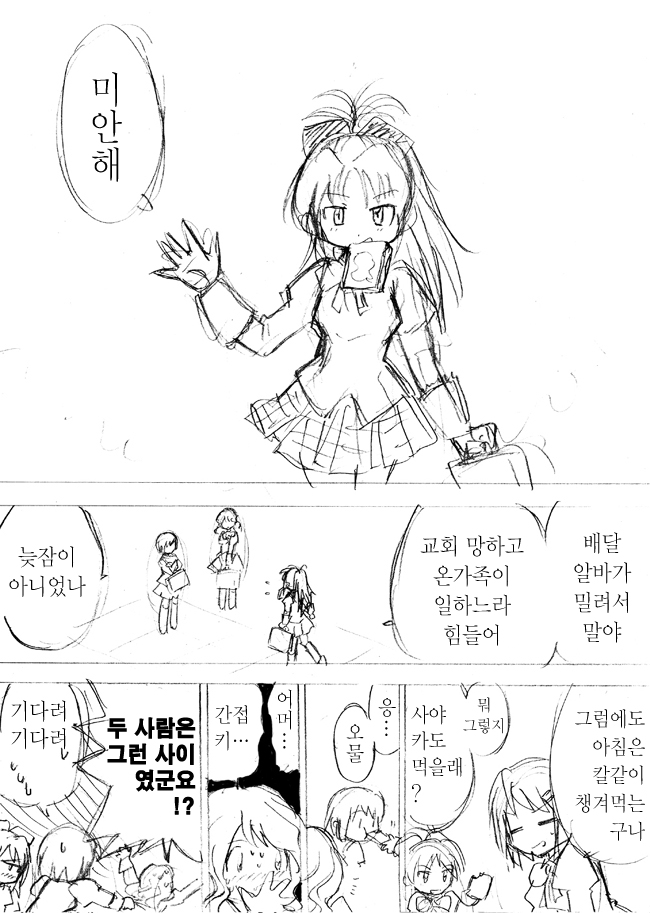 미안해
배달
알바가
밀려서
말야
교회 망하고
온가족이
일하느라
힘들어
늦잠이
아니었나
그럼에도
아침은
칼같이
챙겨먹는
구나
뭐
그렇지
사야
카도
먹을래
?
응…
오물
어머…
간접
키…
두 사람은
그런 사이
였군요
!?
기다려
기다려